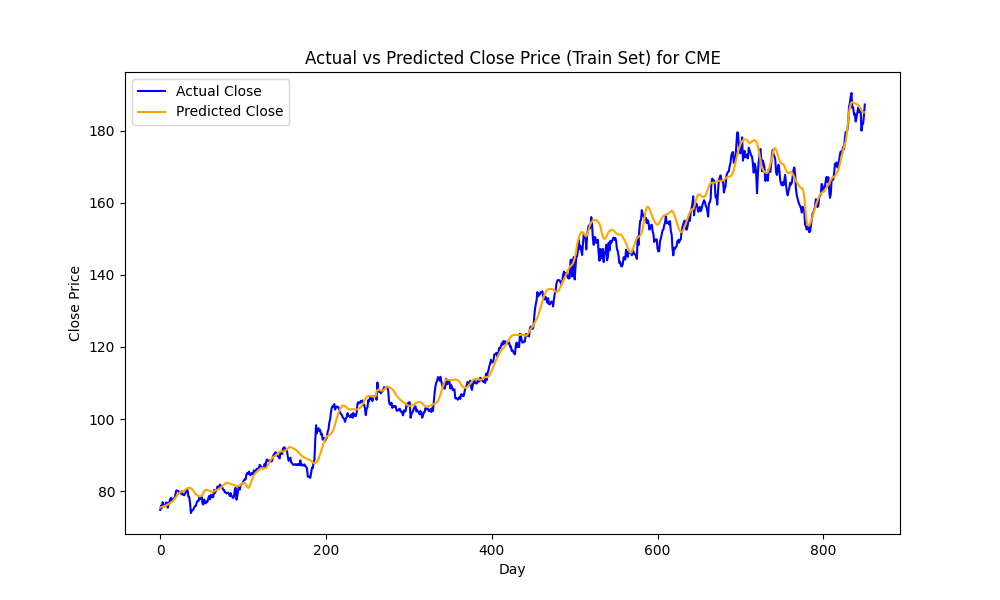 Actual vs Predicted Close Price (Train Set) for CME
Actual Close
Predicted Close
180
160
140
120
100
80
Close Price
0 200 400 600 800
Day